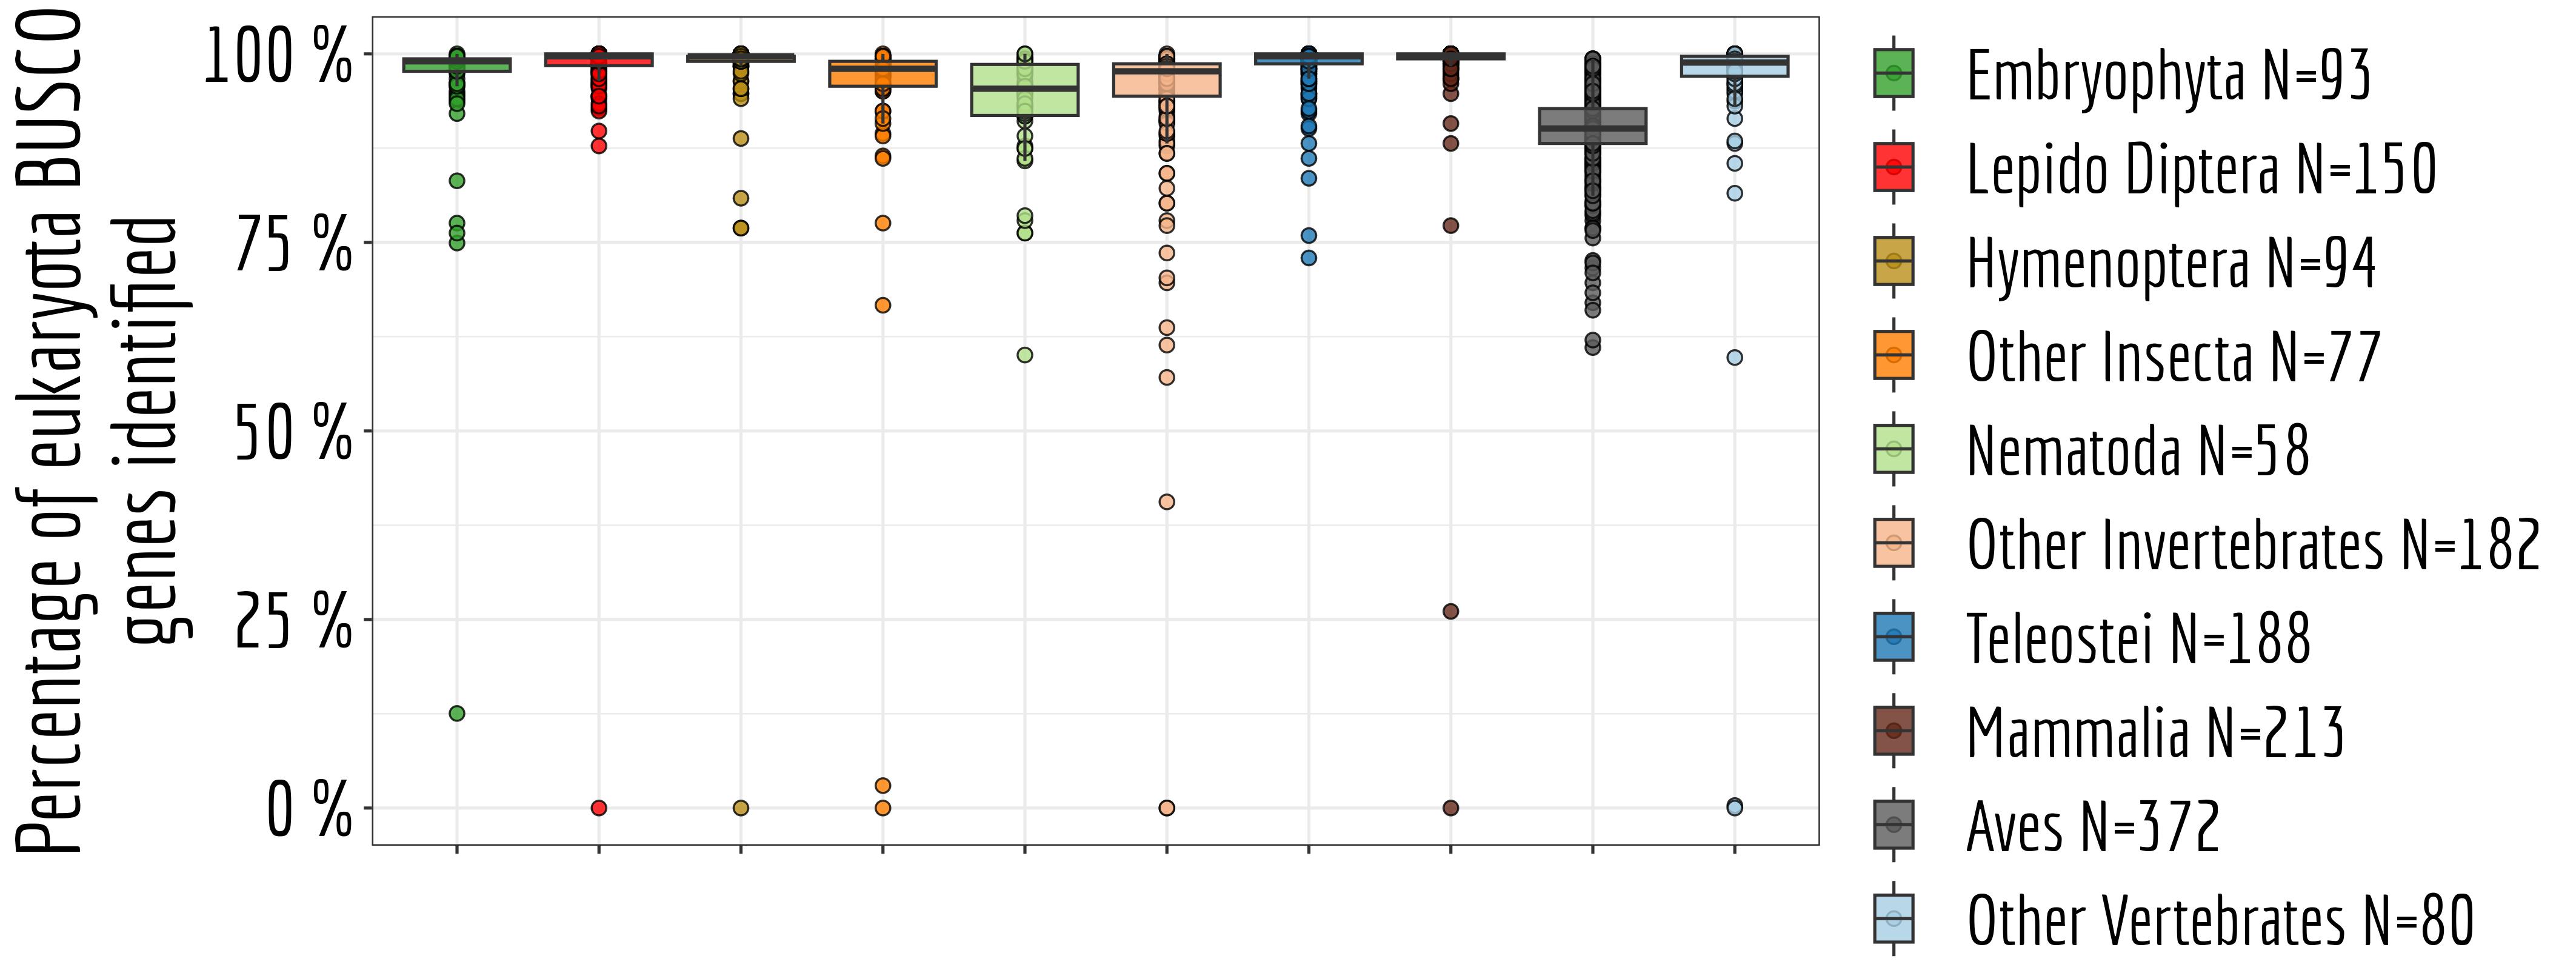 Percentage of eukaryota BUSCO
genes identified
100 %
75 %
50 %
25 %
0 %
Embryophyta N=93
Lepido Diptera N=150
Hymenoptera N=94
Other Insecta N=77
Nematoda N=58
Other Invertebrates N=182
Teleostei N=188
Mammalia N=213
Aves N=372
Other Vertebrates N=80